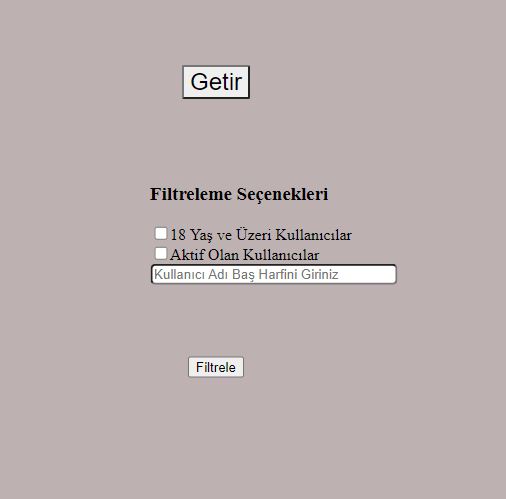 Getir
Filtreleme Seçenekleri
18 Yaş ve Üzeri Kullanıcılar
Aktif Olan Kullanıcılar
Kullanıcı Adı Baş Harfini Giriniz
Filtrele